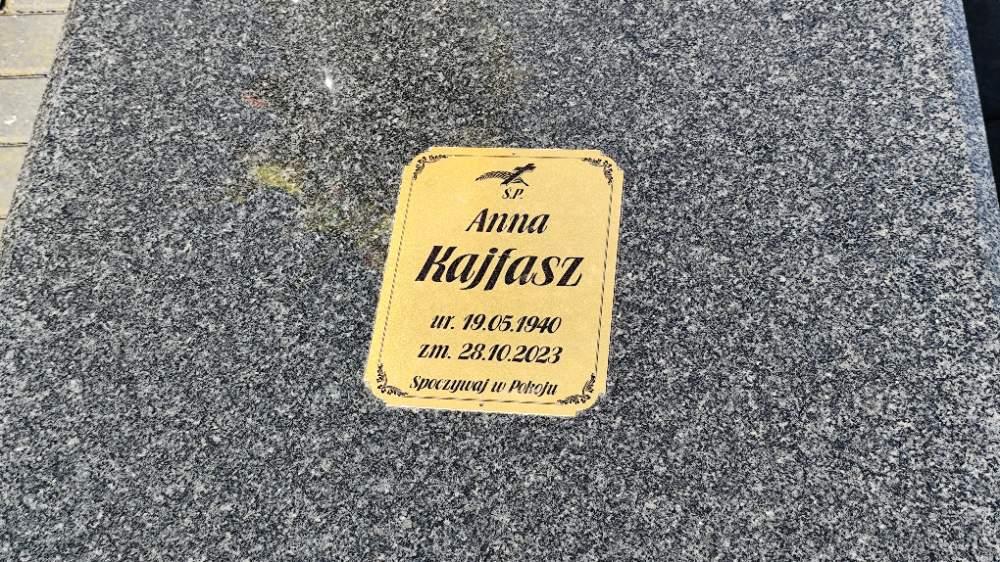 Ś.P.
Anna
Kajfasz
ur. 19.05.1940
zm. 28.10.2023
Spoczywaj w Pokoju